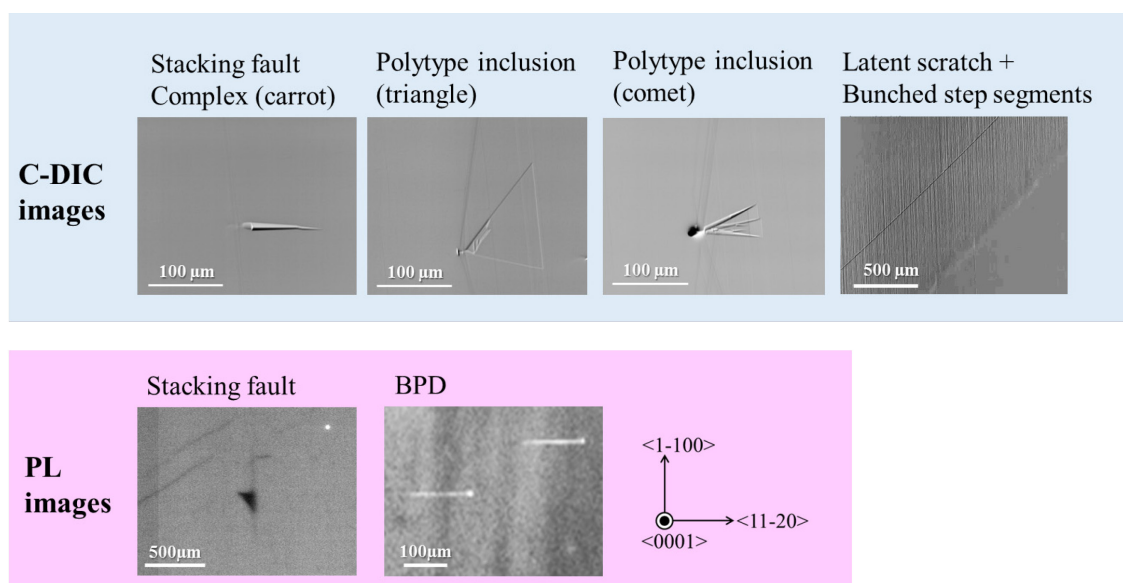 Stacking fault
Complex (carrot)
Polytype inclusion
(triangle)
Polytype inclusion
(comet)
Latent scratch +
Bunched step segments
C-DIC
images
100 μm
100 μm
100 μm
500 μm
Stacking fault
BPD
PL
images
500μm
100μm
<1-100>
<11-20>
<0001>